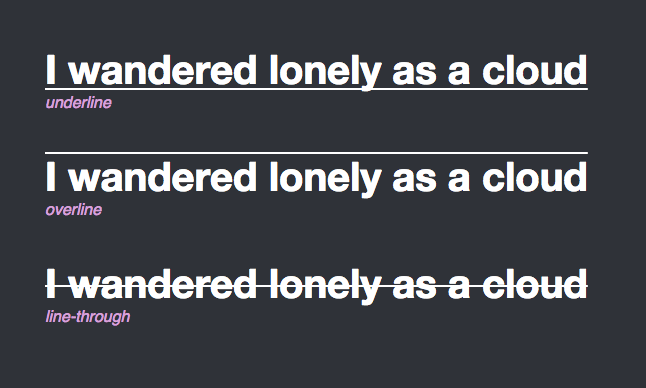 I wandered lonely as a cloud
underline
I wandered lonely as a cloud
overline
I wandered lonely as a cloud
line-through